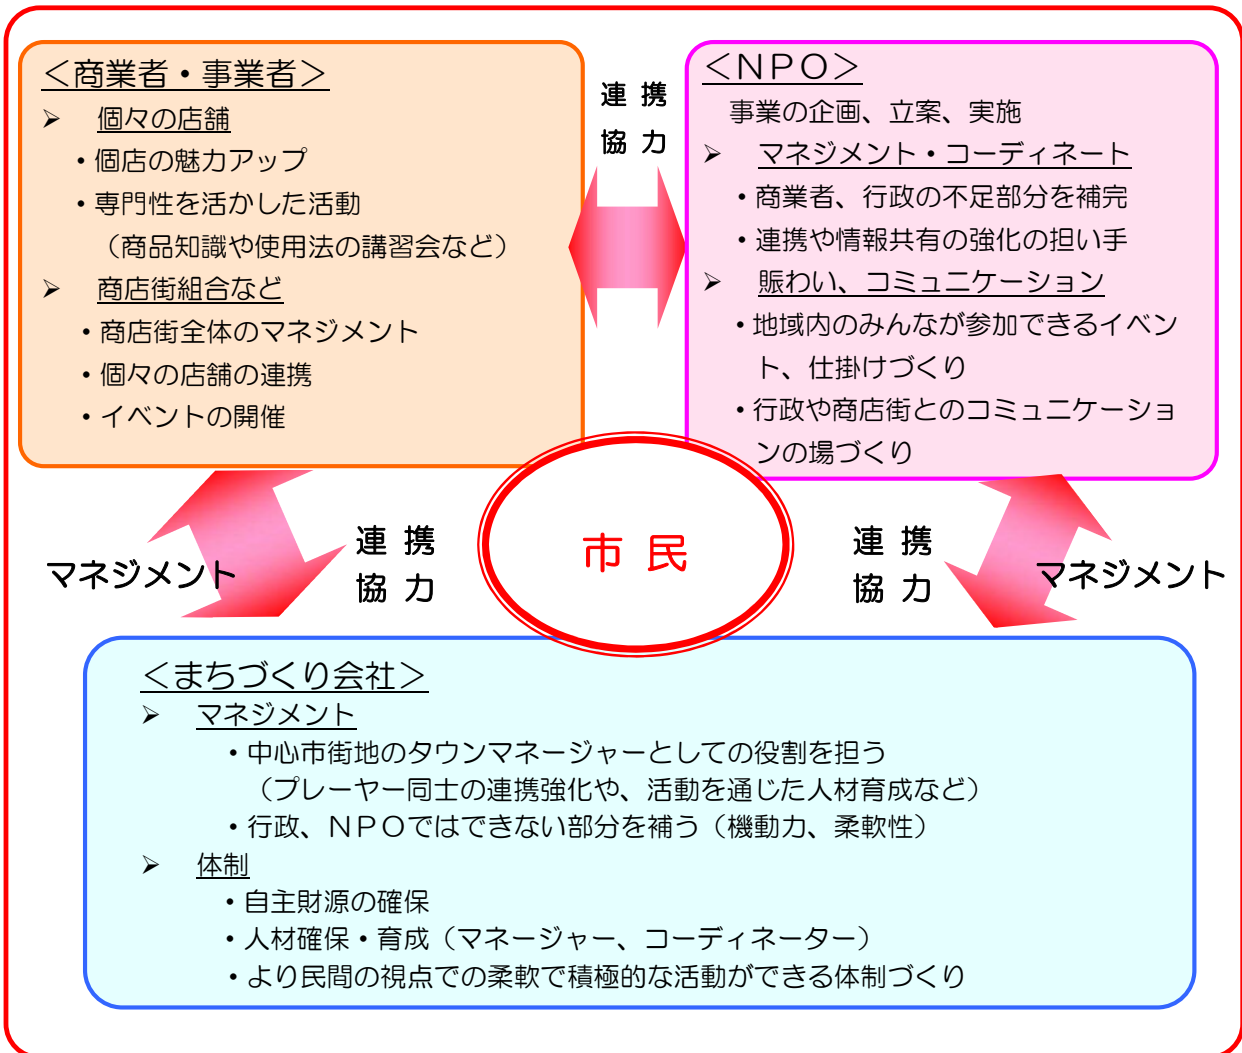 ＜商業者・事業者＞
➢ 個々の店舗
・個店の魅力アップ
・専門性を活かした活動
（商品知識や使用法の講習会など）
➢ 商店街組合など
・商店街全体のマネジメント
・個々の店舗の連携
・イベントの開催
連 携
協 力
＜ＮＰＯ＞
事業の企画、立案、実施
➢ マネジメント・コーディネート
・商業者、行政の不足部分を補完
・連携や情報共有の強化の担い手
➢ 賑わい、コミュニケーション
・地域内のみんなが参加できるイベン
ト、仕掛けづくり
・行政や商店街とのコミュニケーショ
ンの場づくり
マネジメント
連 携
協 力
市 民
連 携
協 力
マネジメント
＜まちづくり会社＞
➢ マネジメント
・中心市街地のタウンマネージャーとしての役割を担う
（プレーヤー同士の連携強化や、活動を通じた人材育成など）
・行政、ＮＰＯではできない部分を補う（機動力、柔軟性）
➢ 体制
・自主財源の確保
・人材確保・育成（マネージャー、コーディネーター）
・より民間の視点での柔軟で積極的な活動ができる体制づくり